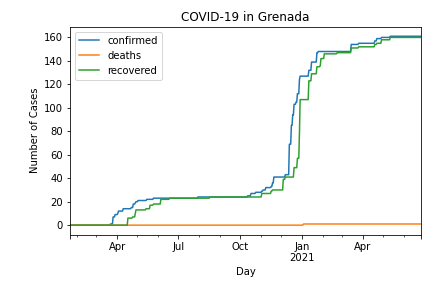 COVID-19 in Grenada
confirmed
deaths
recovered
Number of Cases
160
140
120
100
80
60
40
20
0
Apr
Jul
Oct
Jan
2021
Apr
Day